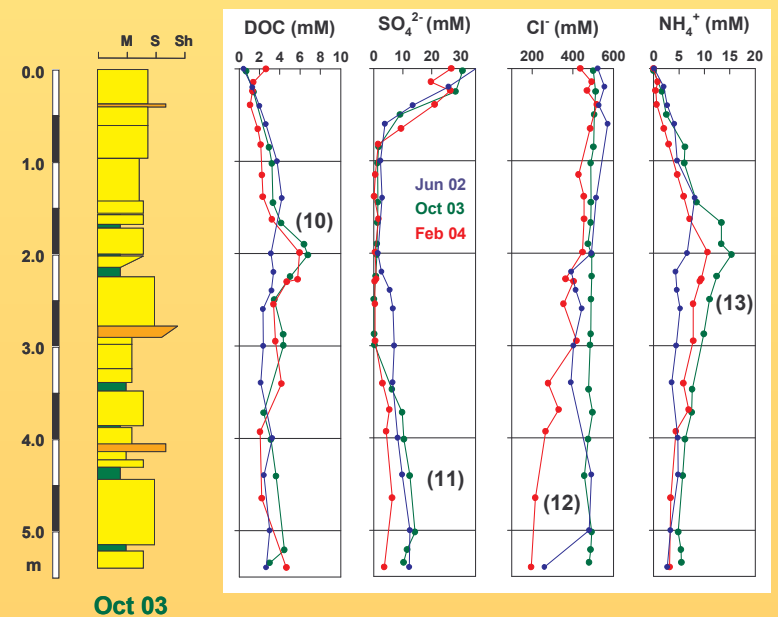 DOC (mM) SO₄²⁻ (mM) Cl⁻ (mM) NH₄⁺ (mM)
M S Sh
0 2 4 6 8 10 0 10 20 30 200 400 600 0 5 10 15 20
0.0
1.0
Jun 02
Oct 03
(10)
Feb 04
2.0
(13)
3.0
4.0
(11)
(12)
5.0
m
Oct 03